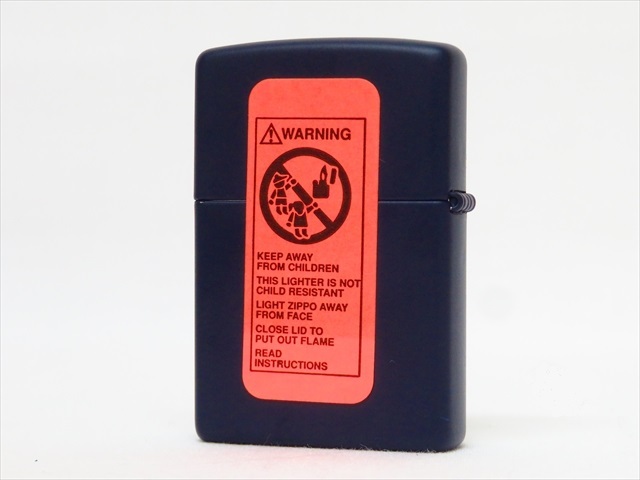 WARNING
KEEP AWAY
FROM CHILDREN
THIS LIGHTER IS NOT
CHILD RESISTANT
LIGHT ZIPPO AWAY
FROM FACE
CLOSE LID TO
PUT OUT FLAME
READ
INSTRUCTIONS